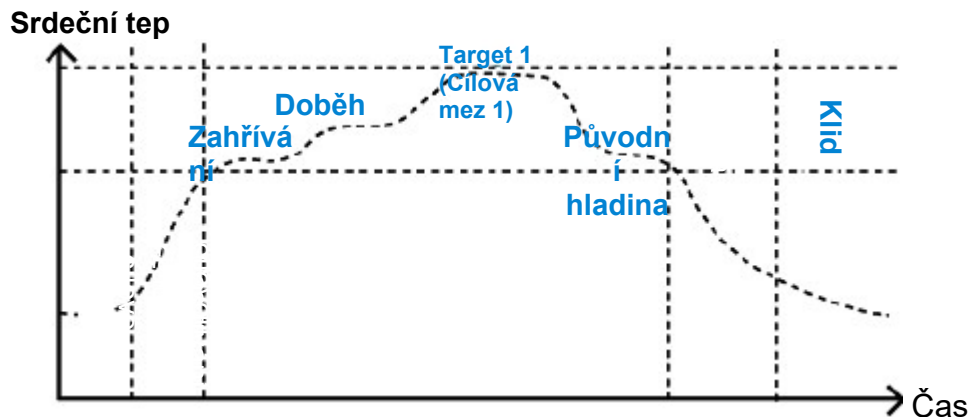 Srdeční tep
Target 1
(Cílová
mez 1)
Doběh
Zahřívá
ní
Původn
í
hladina
Klid
Čas